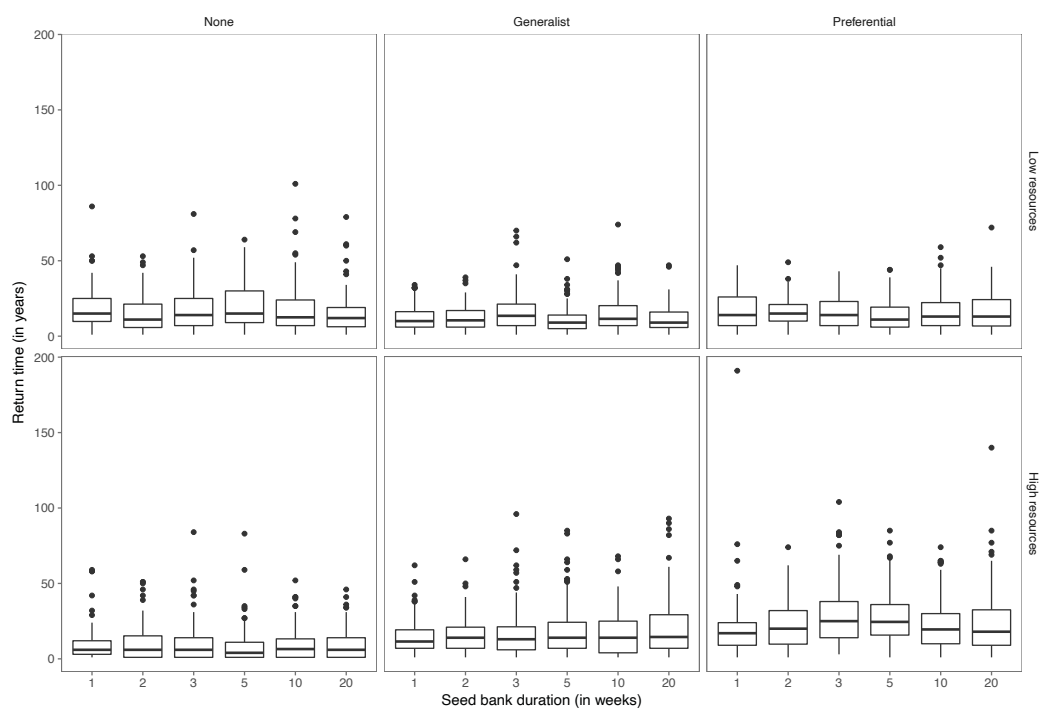 None Generalist Preferential
200
150
100
50
0
Low resources
Return time (in years)
200
150
100
50
0
High resources
1 2 3 5 10 20 1 2 3 5 10 20 1 2 3 5 10 20
Seed bank duration (in weeks)